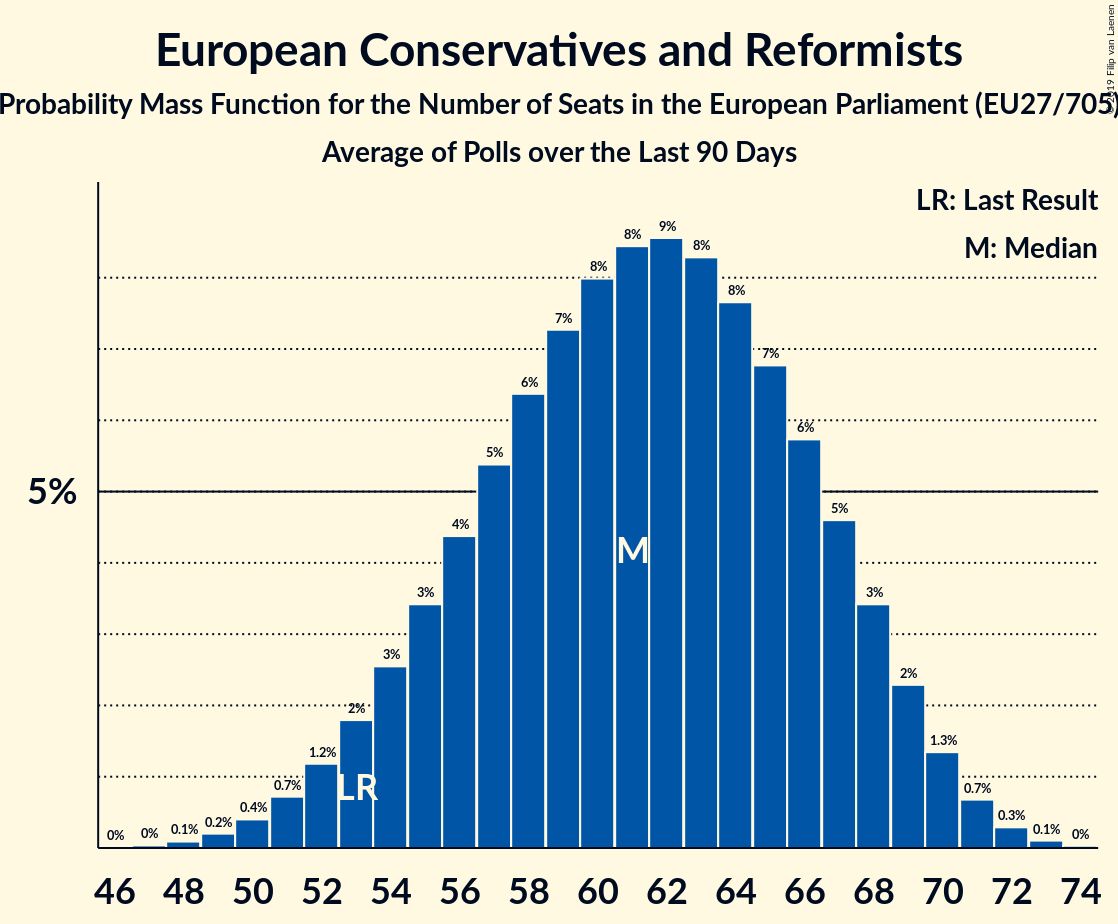 European Conservatives and Reformists
Probability Mass Function for the Number of Seats in the European Parliament (EU27/705)
Average of Polls over the Last 90 Days
© 2019 Filip van Laenen
LR: Last Result
M: Median
5%
0% 0% 0.1% 0.2% 0.4% 0.7% 1.2% 2% 3% 3% 4% 5% 6% 7% 8% 8% 9% 8% 8% 7% 6% 5% 3% 2% 1.3% 0.7% 0.3% 0.1% 0%
M
LR
46 48 50 52 54 56 58 60 62 64 66 68 70 72 74